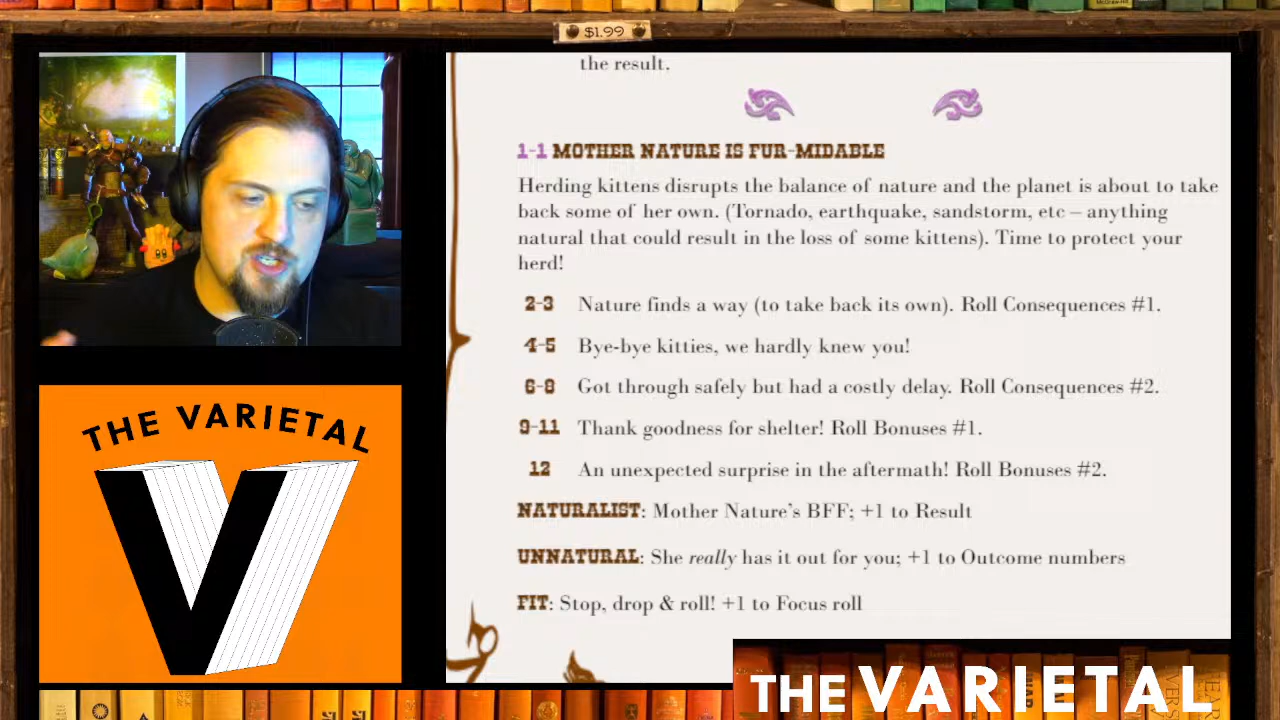 $1.99
the result.
1-1 MOTHER NATURE IS FUR-MIDABLE
Herding kittens disrupts the balance of nature and the planet is about to take
back some of her own. (Tornado, earthquake, sandstorm, etc – anything
natural that could result in the loss of some kittens). Time to protect your
herd!
2-3 Nature finds a way (to take back its own). Roll Consequences #1.
4-5 Bye-bye kitties, we hardly knew you!
6-8 Got through safely but had a costly delay. Roll Consequences #2.
9-11 Thank goodness for shelter! Roll Bonuses #1.
12 An unexpected surprise in the aftermath! Roll Bonuses #2.
NATURALIST: Mother Nature's BFF; +1 to Result
UNNATURAL: She really has it out for you; +1 to Outcome numbers
FIT: Stop, drop & roll! +1 to Focus roll
THE VARIETAL
V
THE VARIETAL